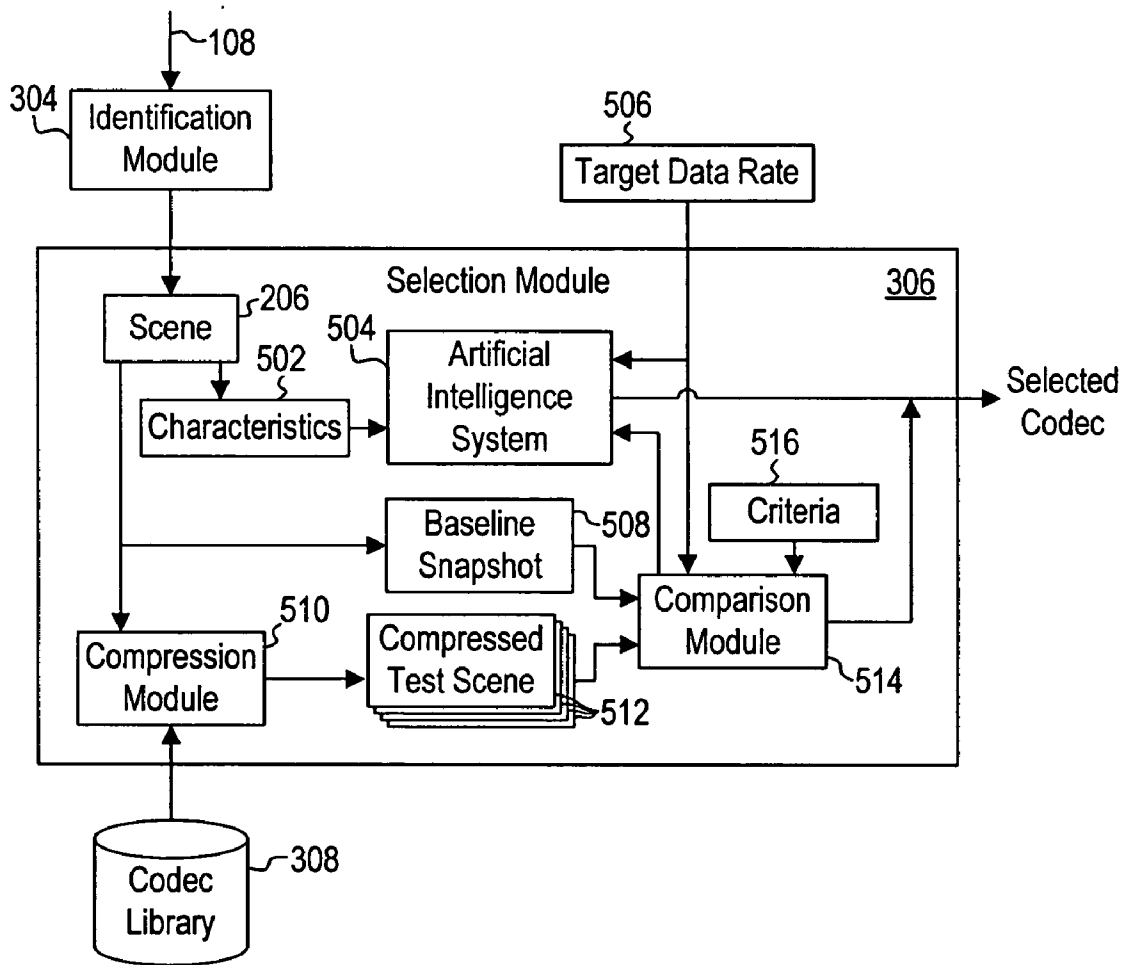 108
304
Identification
Module
506
Target Data Rate
Selection Module
306
206
Scene
504
Artificial
Intelligence
System
502
Characteristics
Selected
Codec
516
Criteria
Baseline
Snapshot
508
Comparison
Module
514
510
Compression
Module
Compressed
Test Scene
512
Codec
Library
308